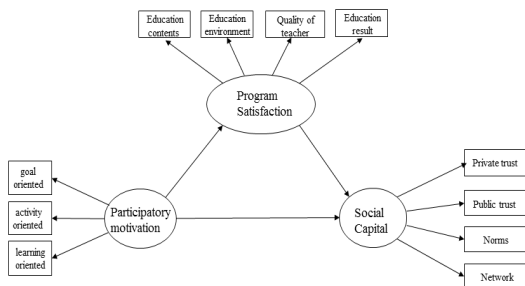 Education
contents
Education
environment
Quality of
teacher
Education
result
Program
Satisfaction
goal
oriented
activity
oriented
learning
oriented
Participatory
motivation
Social
Capital
Private trust
Public trust
Norms
Network